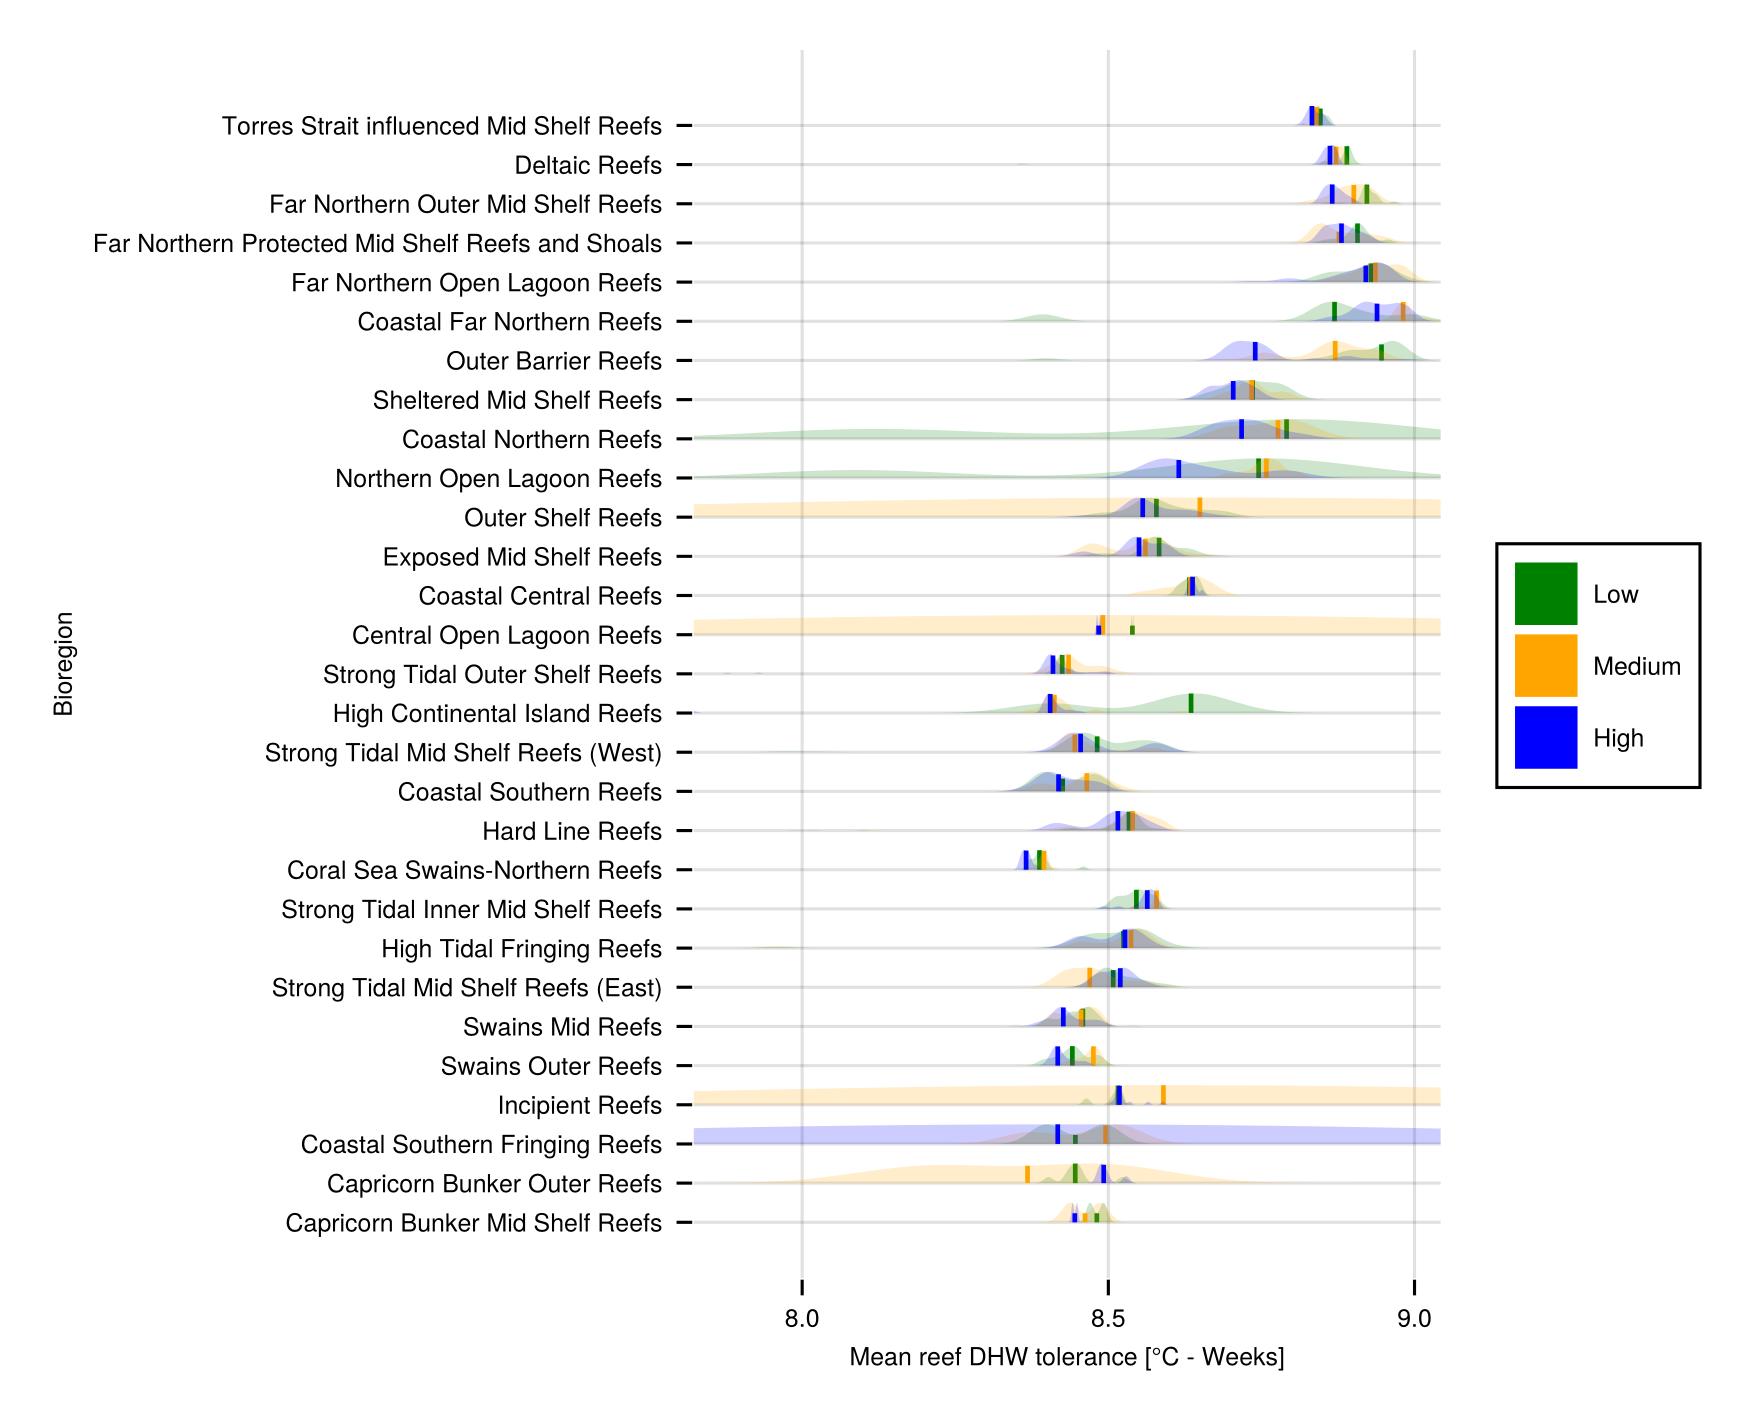 Torres Strait influenced Mid Shelf Reefs
Deltaic Reefs
Far Northern Outer Mid Shelf Reefs
Far Northern Protected Mid Shelf Reefs and Shoals
Far Northern Open Lagoon Reefs
Coastal Far Northern Reefs
Outer Barrier Reefs
Sheltered Mid Shelf Reefs
Coastal Northern Reefs
Northern Open Lagoon Reefs
Outer Shelf Reefs
Exposed Mid Shelf Reefs
Coastal Central Reefs
Central Open Lagoon Reefs
Strong Tidal Outer Shelf Reefs
High Continental Island Reefs
Strong Tidal Mid Shelf Reefs (West)
Coastal Southern Reefs
Hard Line Reefs
Coral Sea Swains-Northern Reefs
Strong Tidal Inner Mid Shelf Reefs
High Tidal Fringing Reefs
Strong Tidal Mid Shelf Reefs (East)
Swains Mid Reefs
Swains Outer Reefs
Incipient Reefs
Coastal Southern Fringing Reefs
Capricorn Bunker Outer Reefs
Capricorn Bunker Mid Shelf Reefs
Bioregion
8.0
8.5
9.0
Mean reef DHW tolerance [°C - Weeks]
Low
Medium
High